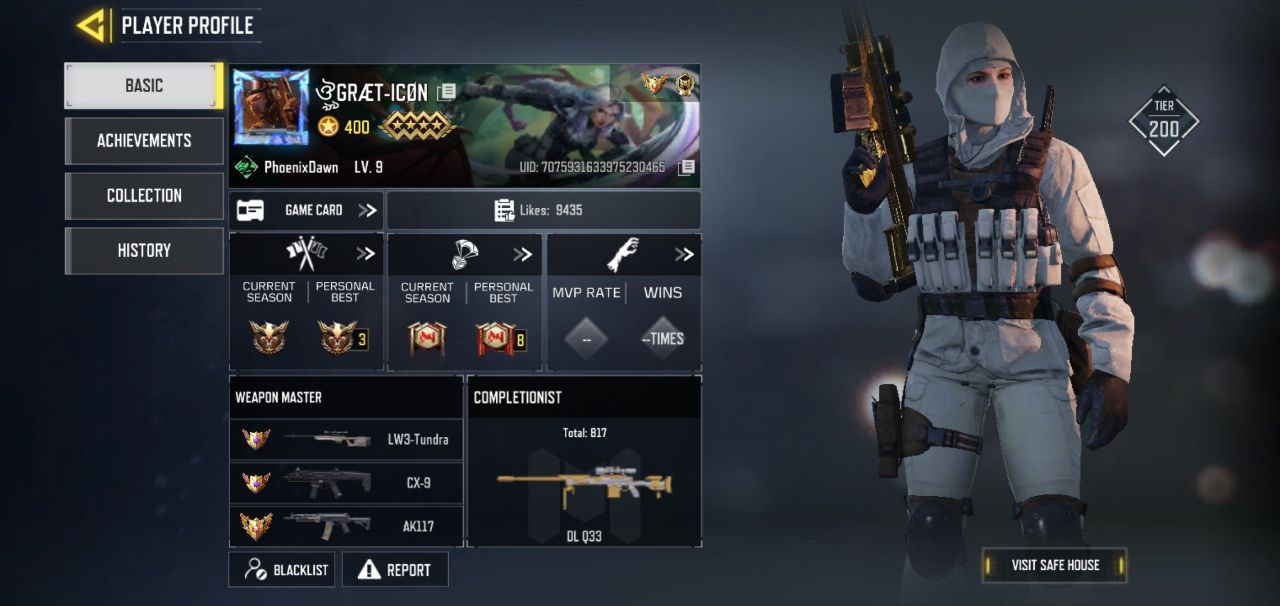 PLAYER PROFILE
BASIC
ACHIEVEMENTS
COLLECTION
HISTORY
GRÆT-ICØN
400
PhoenixDawn LV. 9
UID: 7075931633975230465
GAME CARD
Likes: 9435
CURRENT SEASON
PERSONAL BEST
3
CURRENT SEASON
PERSONAL BEST
8
MVP RATE
WINS
--
--TIMES
WEAPON MASTER
LW3-Tundra
CX-9
AK117
COMPLETIONIST
Total: 817
DL Q33
BLACKLIST
REPORT
TIER
200
VISIT SAFE HOUSE